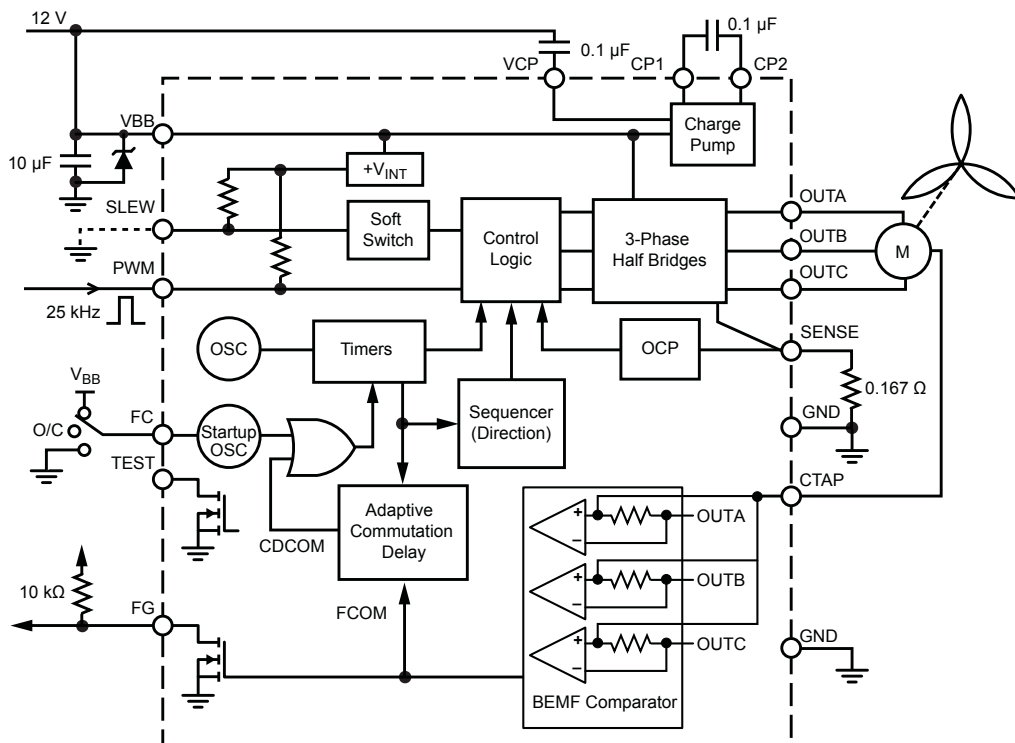 12 V
0.1 µF
0.1 µF
VCP
CP1
CP2
VBB
Charge
Pump
10 µF
+VINT
SLEW
Soft
Switch
Control
Logic
3-Phase
Half Bridges
OUTA
OUTB
M
OUTC
PWM
25 kHz
OSC
Timers
OCP
SENSE
0.167 Ω
VBB
O/C
FC
Startup
OSC
Sequencer
(Direction)
GND
TEST
CTAP
CDCOM
Adaptive
Commutation
Delay
+
–
OUTA
+
–
OUTB
+
–
OUTC
BEMF Comparator
10 kΩ
FG
FCOM
GND